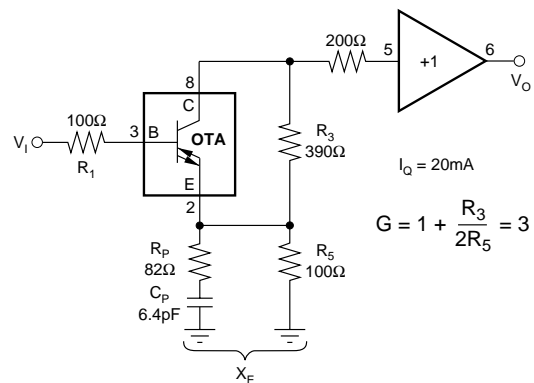 200Ω
5
+1
6
V_O
8
C
100Ω
3
B
OTA
V_I
R_1
E
2
R_3
390Ω
I_Q = 20mA
G = 1 + R_3 / 2R_5 = 3
R_P
82Ω
C_P
6.4pF
R_5
100Ω
X_E